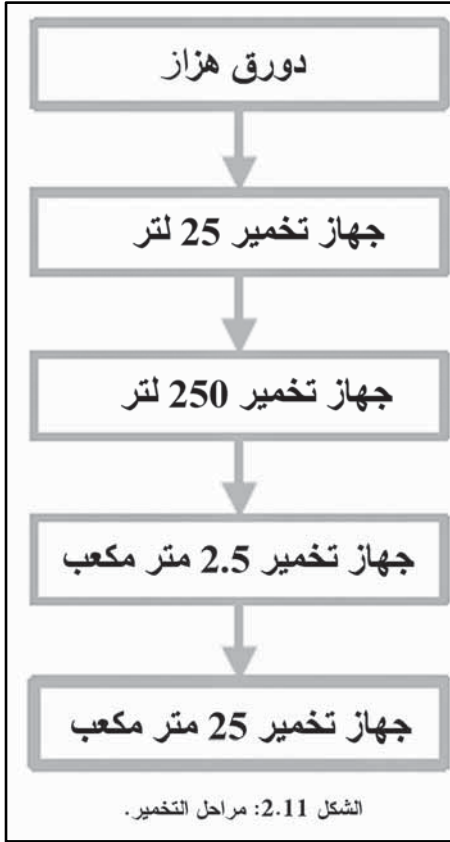 دورق هزاز
جهاز تخمير 25 لتر
جهاز تخمير 250 لتر
جهاز تخمير 2.5 متر مكعب
جهاز تخمير 25 متر مكعب
الشكل 2.11: مراحل التخمير.